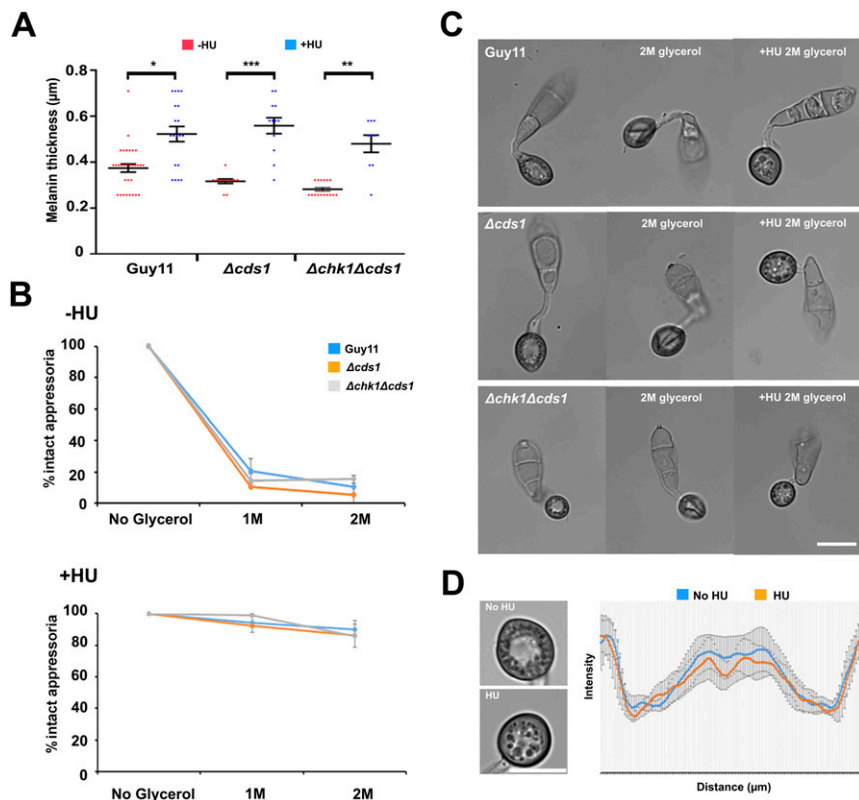 A
-HU +HU
* *** **
Melanin thickness (µm)
0.8
0.6
0.4
0.2
0
Guy11 Δcds1 Δchk1Δcds1
B
-HU
% intact appressoria
100
80
60
40
20
0
Guy11
Δcds1
Δchk1Δcds1
No Glycerol 1M 2M
+HU
% intact appressoria
100
80
60
40
20
0
No Glycerol 1M 2M
C
Guy11 2M glycerol +HU 2M glycerol
Δcds1 2M glycerol +HU 2M glycerol
Δchk1Δcds1 2M glycerol +HU 2M glycerol
D
No HU
HU
No HU HU
Intensity
Distance (µm)